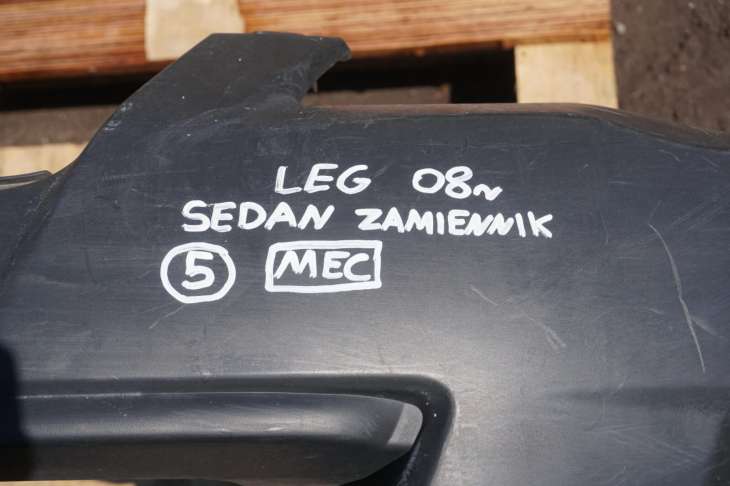 LEG 08~
SEDAN ZAMIENNIK
5 MEC